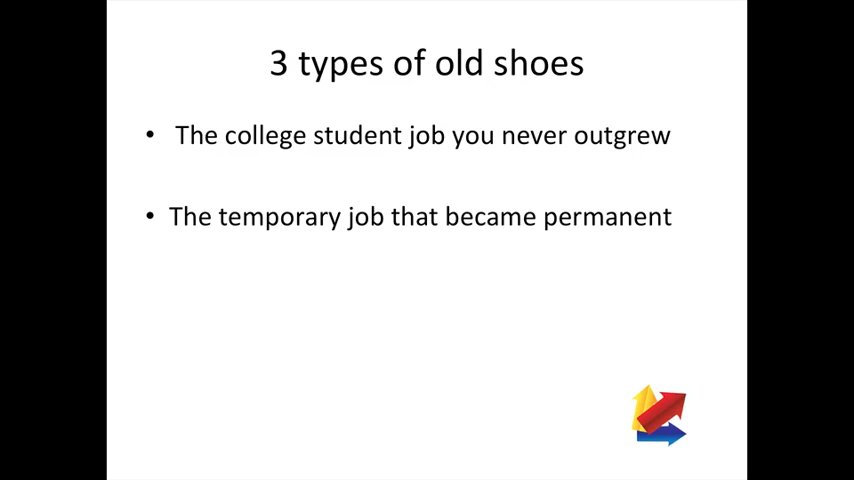 3 types of old shoes
• The college student job you never outgrew
• The temporary job that became permanent